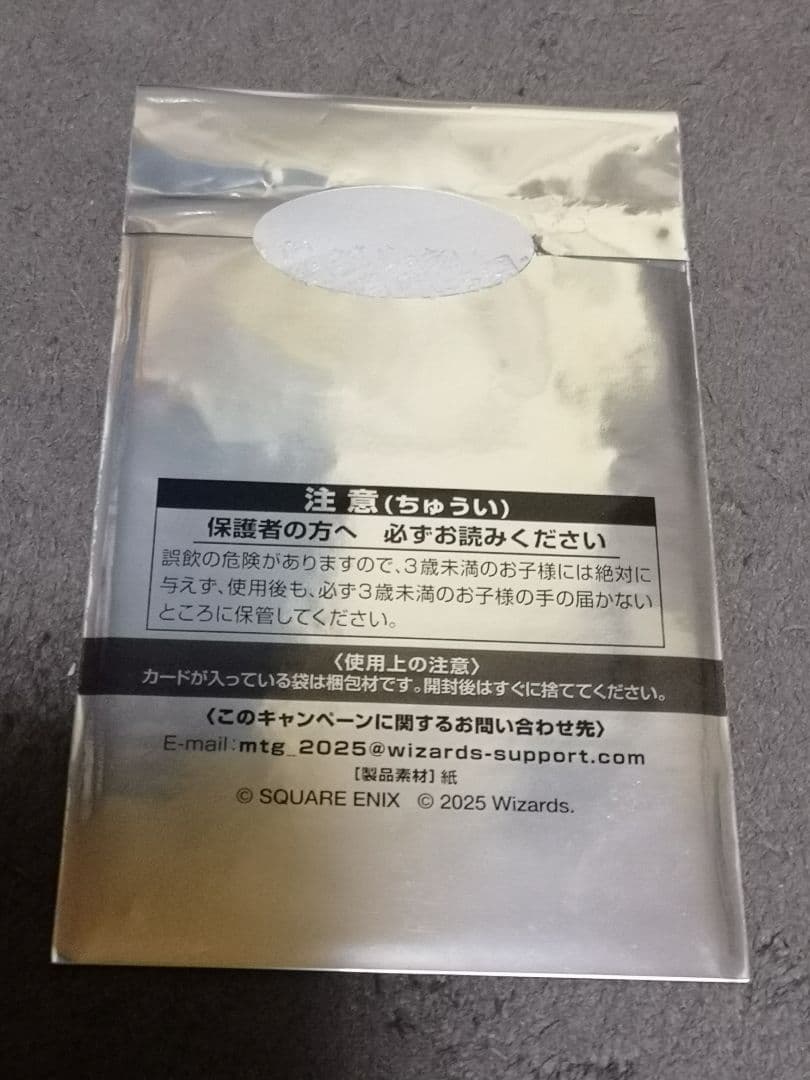 注意(ちゅうい)
保護者の方へ 必ずお読みください
誤飲の危険がありますので、3歳未満のお子様には絶対に
与えず、使用後も、必ず3歳未満のお子様の手の届かない
ところに保管してください。
〈使用上の注意〉
カードが入っている袋は梱包材です。開封後はすぐに捨ててください。
〈このキャンペーンに関するお問い合わせ先〉
E-mail:mtg_2025@wizards-support.com
[製品素材]紙
© SQUARE ENIX © 2025 Wizards.